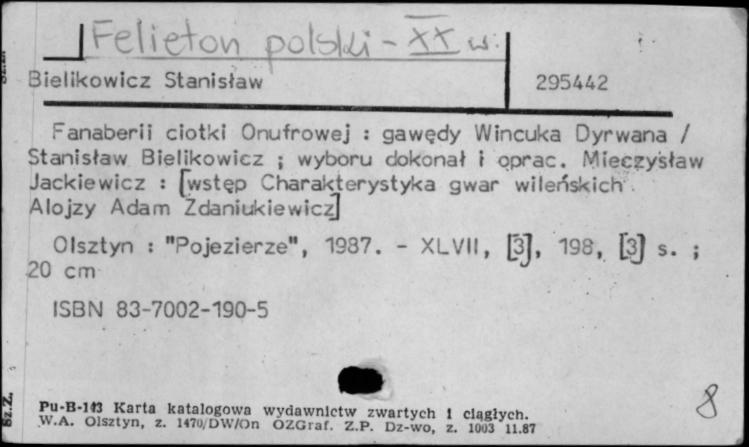 Felieton polski - XX w.
Bielikowicz Stanisław 295442
Fanaberii ciotki Onufrowej : gawędy Wincuka Dyrwana /
Stanisław Bielikowicz ; wyboru dokonał i oprac. Mieczysław
Jackiewicz : [wstęp Charakterystyka gwar wileńskich
Alojzy Adam Zdaniukiewicz]
Olsztyn : "Pojezierze", 1987. - XLVII, [3], 198, [3] s. ;
20 cm
ISBN 83-7002-190-5
8
Pu-B-143 Karta katalogowa wydawnictw zwartych i ciągłych.
W.A. Olsztyn, z. 1470/DW/On OZGraf. Z.P. Dz-wo, z. 1003 11.87
Sz.Z.